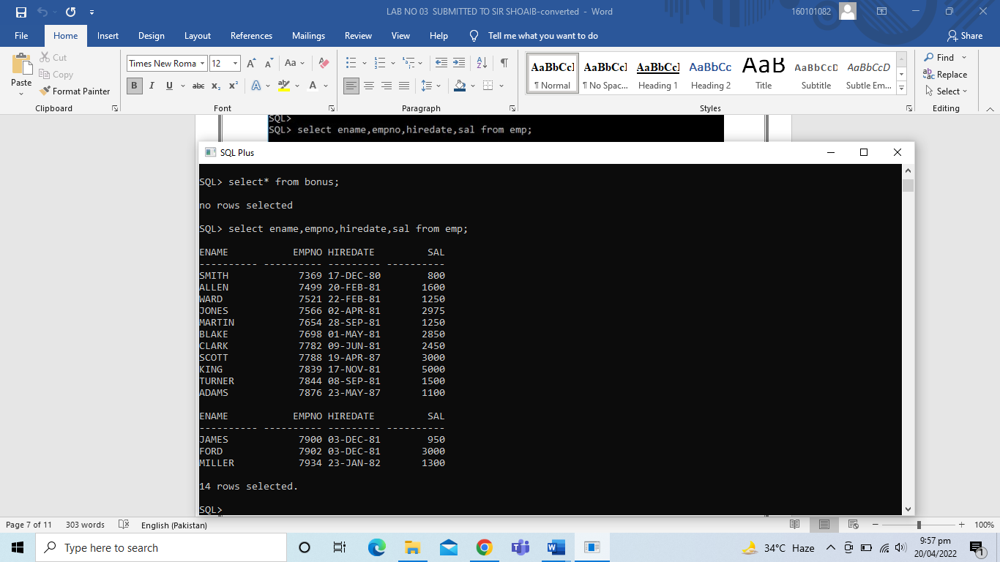 LAB NO 03 SUBMITTED TO SIR SHOAIB-converted - Word
160101082
File Home Insert Design Layout References Mailings Review View Help Tell me what you want to do Share
Paste
Cut
Copy
Format Painter
Clipboard
Times New Roma 12
A A Aa A
B I U abc x2 x2 A aby A
Font
Paragraph
AaBbCcI AaBbCcI AaBbCcI AaBbCc AaB AaBbCcD AaBbCcD
¶ Normal ¶ No Spac... Heading 1 Heading 2 Title Subtitle Subtle Em...
Styles
Find
Replace
Select
Editing
SQL>
SQL> select ename,empno,hiredate,sal from emp;
SQL Plus
SQL> select* from bonus;
no rows selected
SQL> select ename,empno,hiredate,sal from emp;
ENAME EMPNO HIREDATE SAL
---------- ---------- --------- ----------
SMITH 7369 17-DEC-80 800
ALLEN 7499 20-FEB-81 1600
WARD 7521 22-FEB-81 1250
JONES 7566 02-APR-81 2975
MARTIN 7654 28-SEP-81 1250
BLAKE 7698 01-MAY-81 2850
CLARK 7782 09-JUN-81 2450
SCOTT 7788 19-APR-87 3000
KING 7839 17-NOV-81 5000
TURNER 7844 08-SEP-81 1500
ADAMS 7876 23-MAY-87 1100
ENAME EMPNO HIREDATE SAL
---------- ---------- --------- ----------
JAMES 7900 03-DEC-81 950
FORD 7902 03-DEC-81 3000
MILLER 7934 23-JAN-82 1300
14 rows selected.
SQL>
Page 7 of 11 303 words English (Pakistan) 100%
Type here to search
34°C Haze
9:57 pm
20/04/2022
1